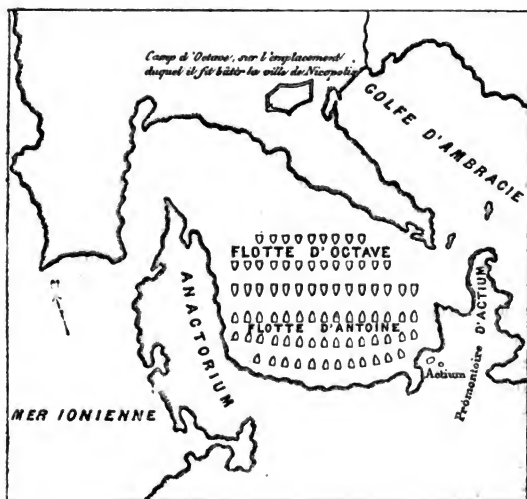 Camp d'Octave, sur l'emplacement
duquel il fit bâtir la ville de Nicopolis
GOLFE D'AMBRACIE
FLOTTE D'OCTAVE
FLOTTE D'ANTOINE
ANACTORIUM
Actium
Promontoire D'ACTIUM
MER IONIENNE